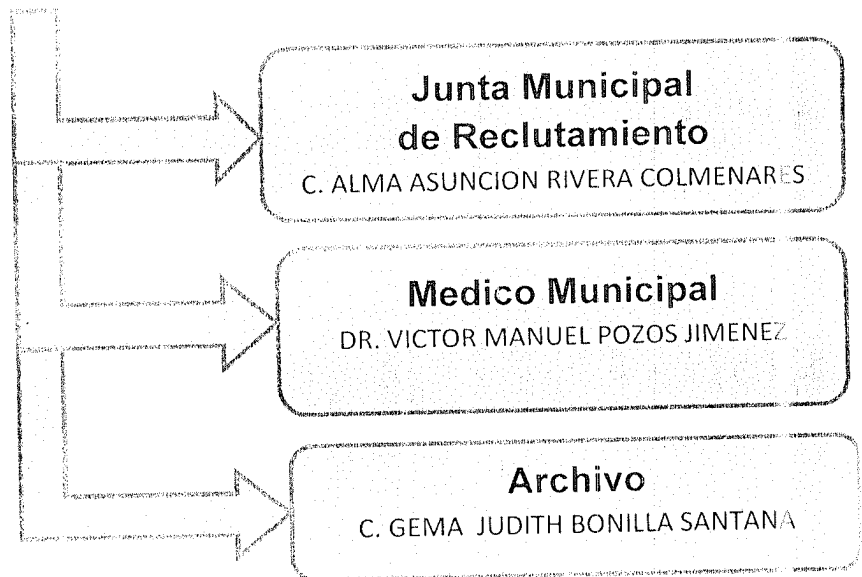 Junta Municipal
de Reclutamiento
C. ALMA ASUNCION RIVERA COLMENARES
Medico Municipal
DR. VICTOR MANUEL POZOS JIMENEZ
Archivo
C. GEMA JUDITH BONILLA SANTANA